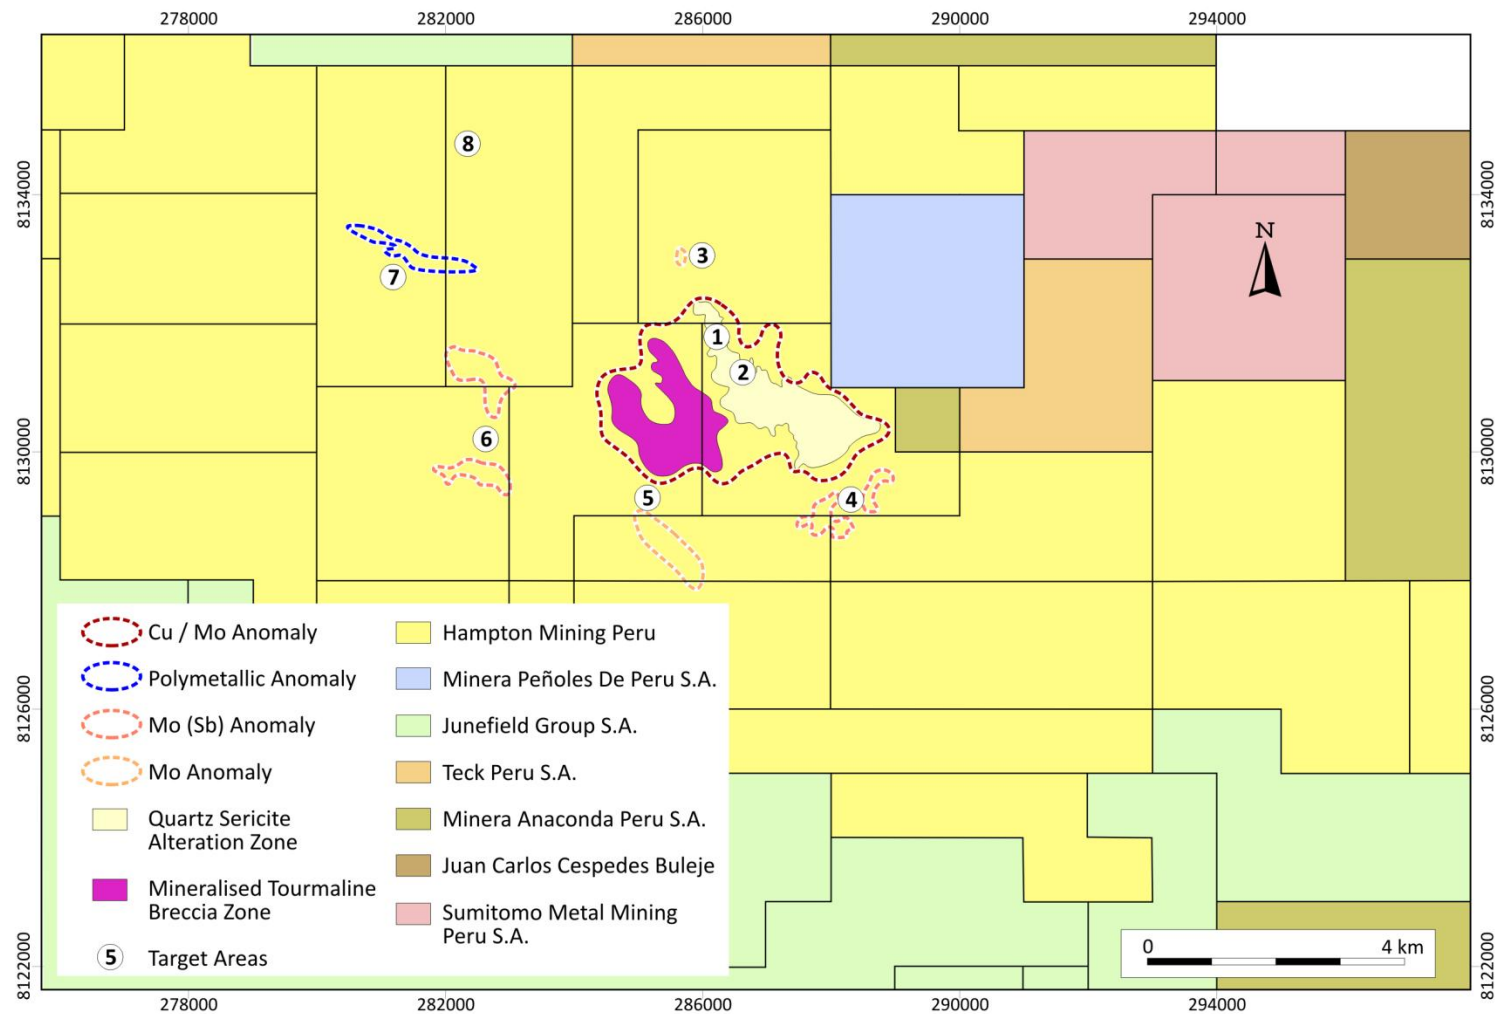 278000
282000
286000
290000
294000
8134000
8134000
8130000
8130000
8126000
8126000
8122000
8122000
N
8
3
7
1
2
6
5
4
Cu / Mo Anomaly
Polymetallic Anomaly
Mo (Sb) Anomaly
Mo Anomaly
Quartz Sericite
Alteration Zone
Mineralised Tourmaline
Breccia Zone
5
Target Areas
Hampton Mining Peru
Minera Peñoles De Peru S.A.
Junefield Group S.A.
Teck Peru S.A.
Minera Anaconda Peru S.A.
Juan Carlos Cespedes Buleje
Sumitomo Metal Mining
Peru S.A.
0
4 km
278000
282000
286000
290000
294000